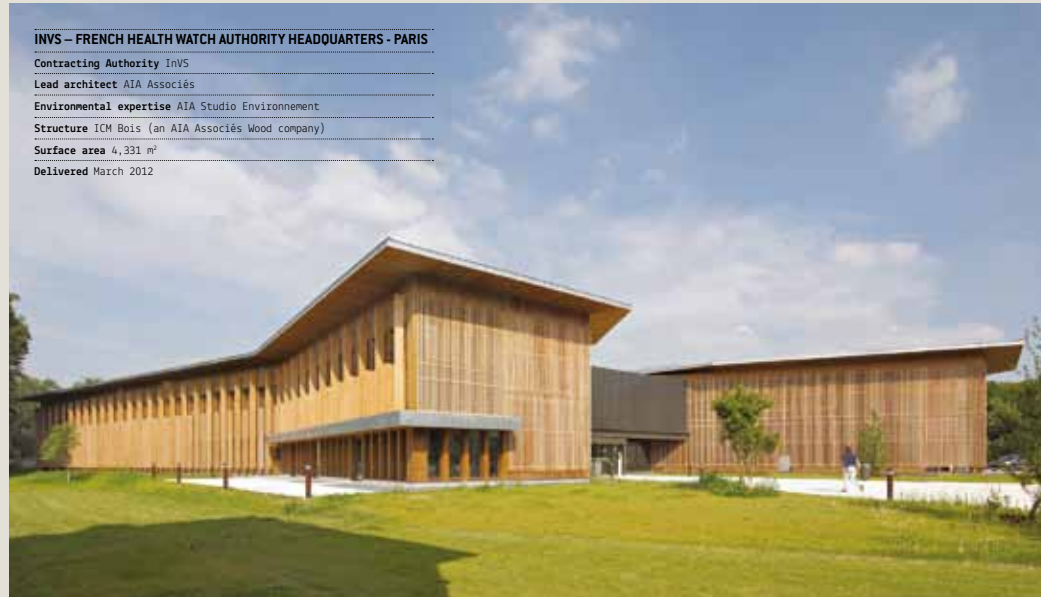 INVS – FRENCH HEALTH WATCH AUTHORITY HEADQUARTERS - PARIS
Contracting Authority InVS
Lead architect AIA Associés
Environmental expertise AIA Studio Environnement
Structure ICM Bois (an AIA Associés Wood company)
Surface area 4,331 m²
Delivered March 2012